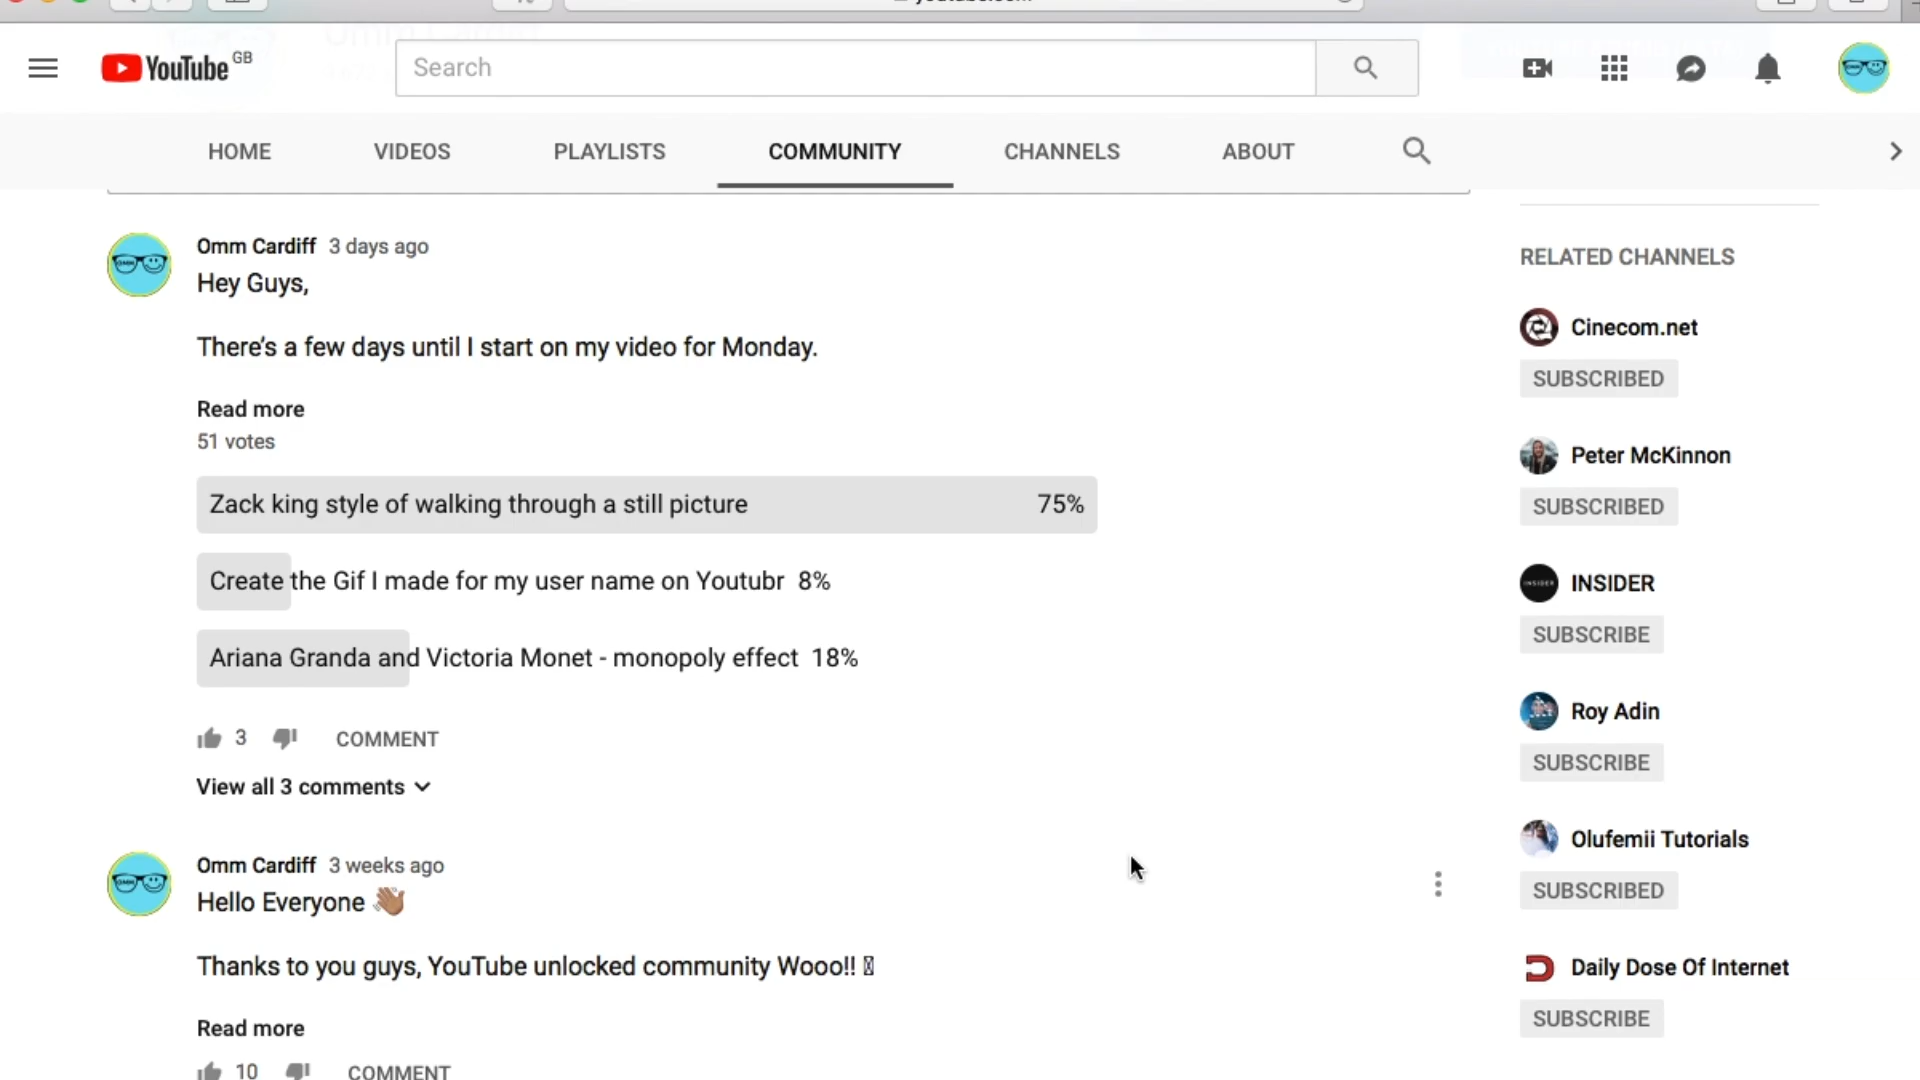 YouTube GB
Search
HOME VIDEOS PLAYLISTS COMMUNITY CHANNELS ABOUT
Omm Cardiff 3 days ago
Hey Guys,
There's a few days until I start on my video for Monday.
Read more
51 votes
Zack king style of walking through a still picture 75%
Create the Gif I made for my user name on Youtubr 8%
Ariana Granda and Victoria Monet - monopoly effect 18%
3 COMMENT
View all 3 comments
Omm Cardiff 3 weeks ago
Hello Everyone 👋🏽
Thanks to you guys, YouTube unlocked community Wooo!!
Read more
10 COMMENT
RELATED CHANNELS
Cinecom.net
SUBSCRIBED
Peter McKinnon
SUBSCRIBED
INSIDER
SUBSCRIBE
Roy Adin
SUBSCRIBE
Olufemii Tutorials
SUBSCRIBED
Daily Dose Of Internet
SUBSCRIBE